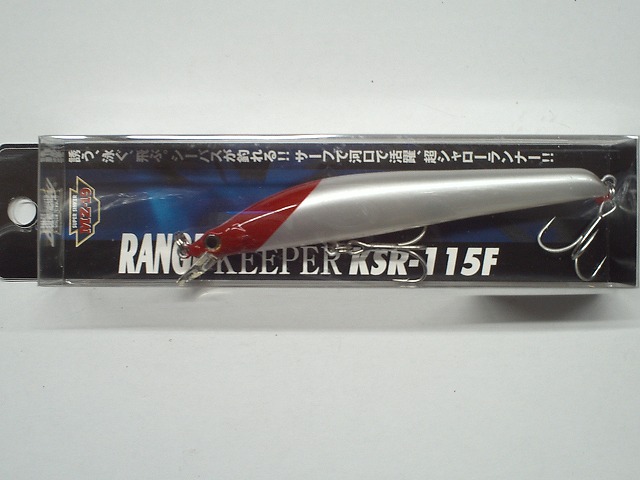 誘う、泳ぐ、飛ぶ、シーバスが釣れる!! サーフで河口で活躍、超シャローランナー!!
RANGE KEEPER KSR-115F